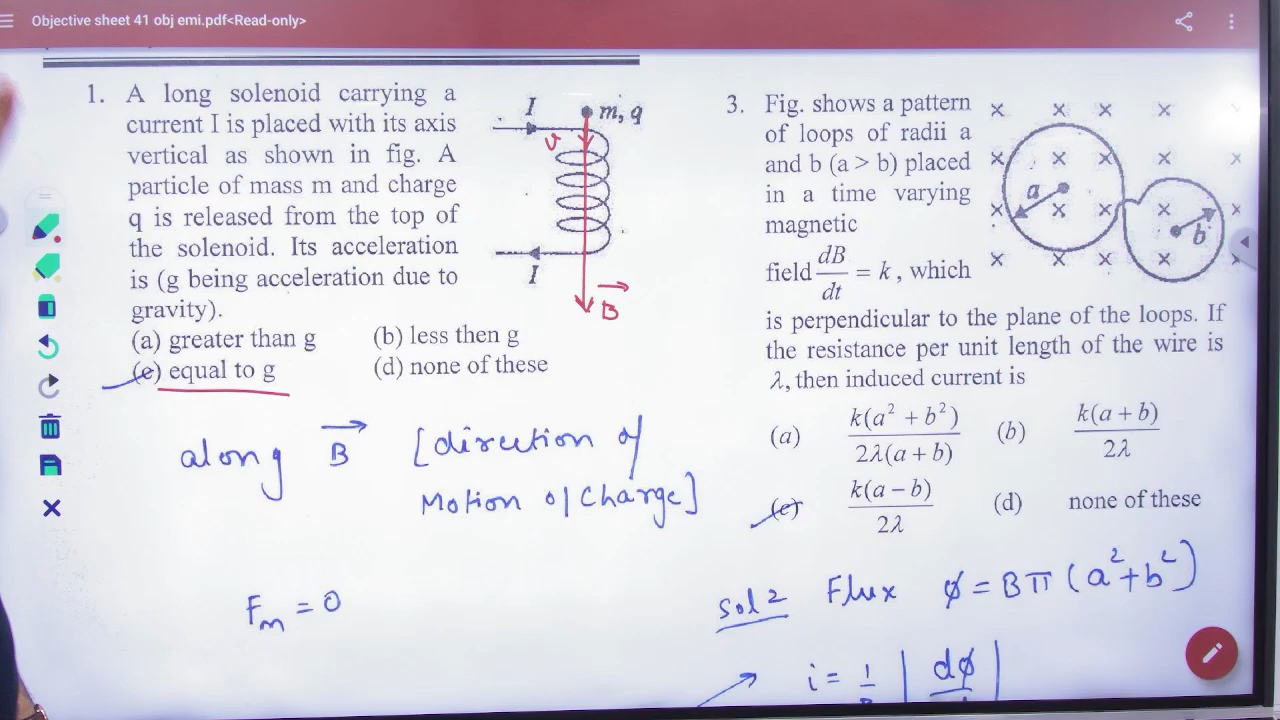 Objective sheet 41 obj emi.pdf<Read-only>
1. A long solenoid carrying a
current I is placed with its axis
vertical as shown in fig. A
particle of mass m and charge
q is released from the top of
the solenoid. Its acceleration
is (g being acceleration due to
gravity).
(a) greater than g (b) less then g
(c) equal to g (d) none of these
I
m, q
v
I
B
along B [direction of
Motion of Charge]
Fm = 0
3. Fig. shows a pattern
of loops of radii a
and b (a > b) placed
in a time varying
magnetic
field dB/dt = k, which
is perpendicular to the plane of the loops. If
the resistance per unit length of the wire is
λ, then induced current is
(a) k(a² + b²)/2λ(a + b) (b) k(a + b)/2λ
(c) k(a − b)/2λ (d) none of these
a
b
Flux ϕ = Bπ(a²+b²)